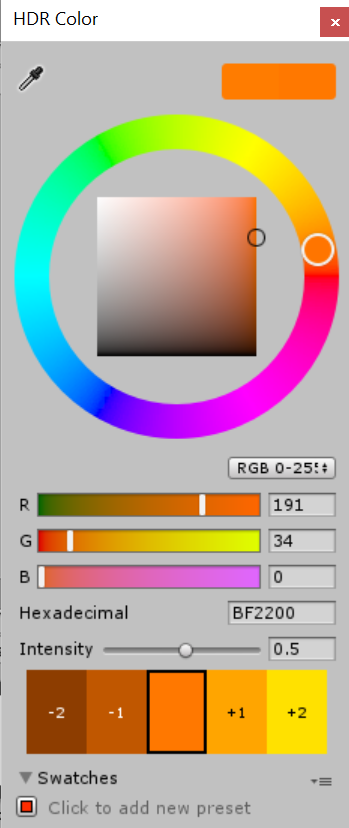 HDR Color
RGB 0-255
R 191
G 34
B 0
Hexadecimal BF2200
Intensity 0.5
-2 -1 +1 +2
Swatches
Click to add new preset